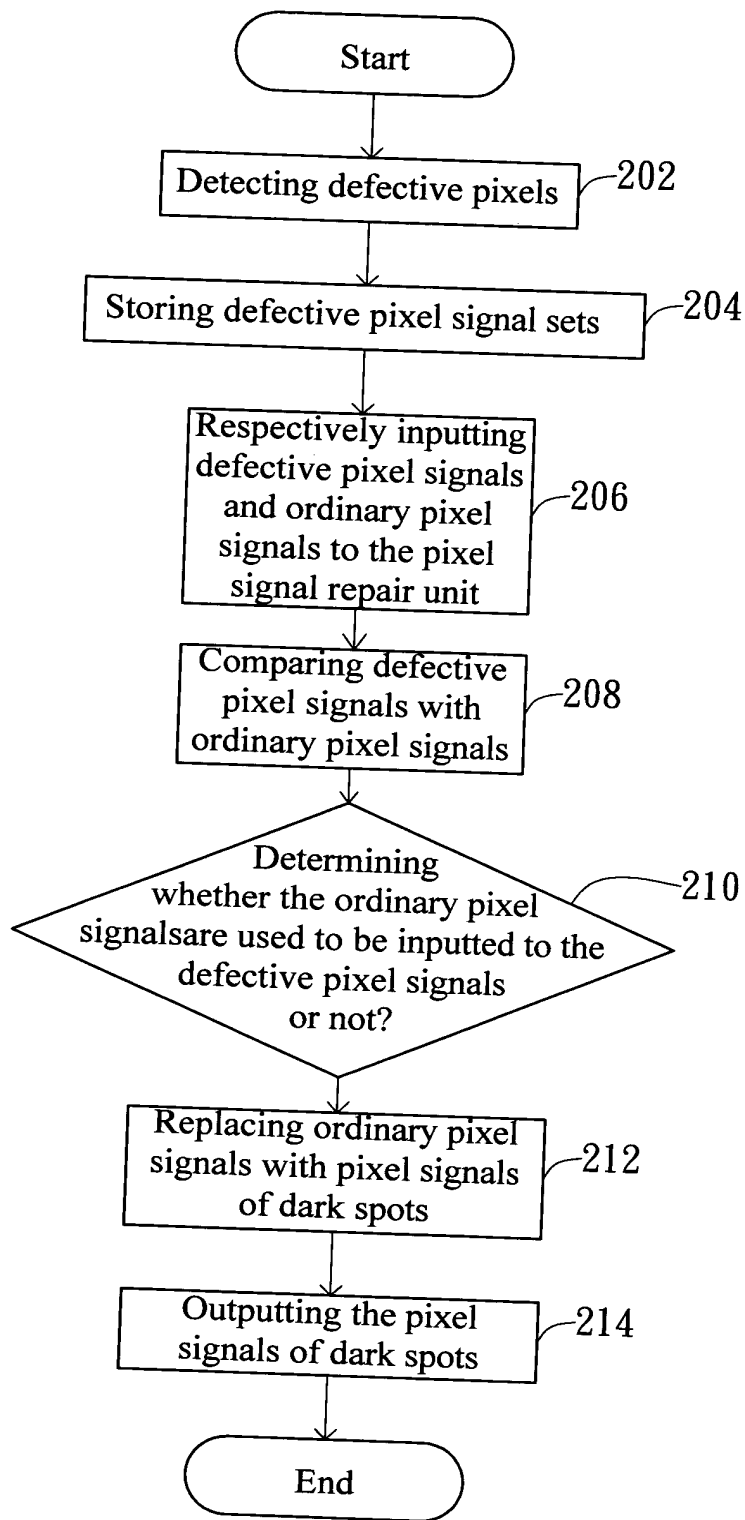 Start
Detecting defective pixels
202
Storing defective pixel signal sets
204
Respectively inputting
defective pixel signals
and ordinary pixel
signals to the pixel
signal repair unit
206
Comparing defective
pixel signals with
ordinary pixel signals
208
Determining
whether the ordinary pixel
signalsare used to be inputted to the
defective pixel signals
or not?
210
Replacing ordinary pixel
signals with pixel signals
of dark spots
212
Outputting the pixel
signals of dark spots
214
End